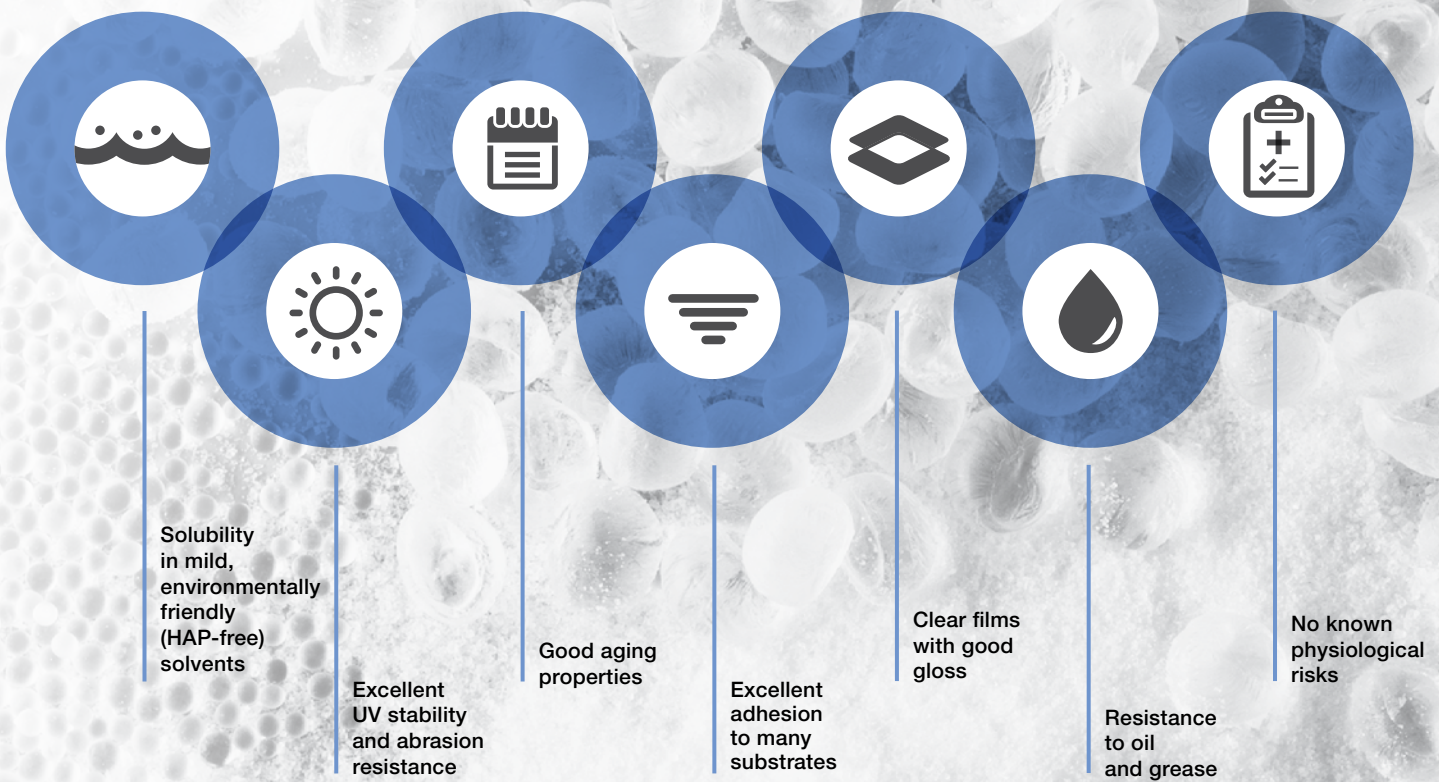 Solubility
in mild,
environmentally
friendly
(HAP-free)
solvents
Excellent
UV stability
and abrasion
resistance
Good aging
properties
Excellent
adhesion
to many
substrates
Clear films
with good
gloss
Resistance
to oil
and grease
No known
physiological
risks